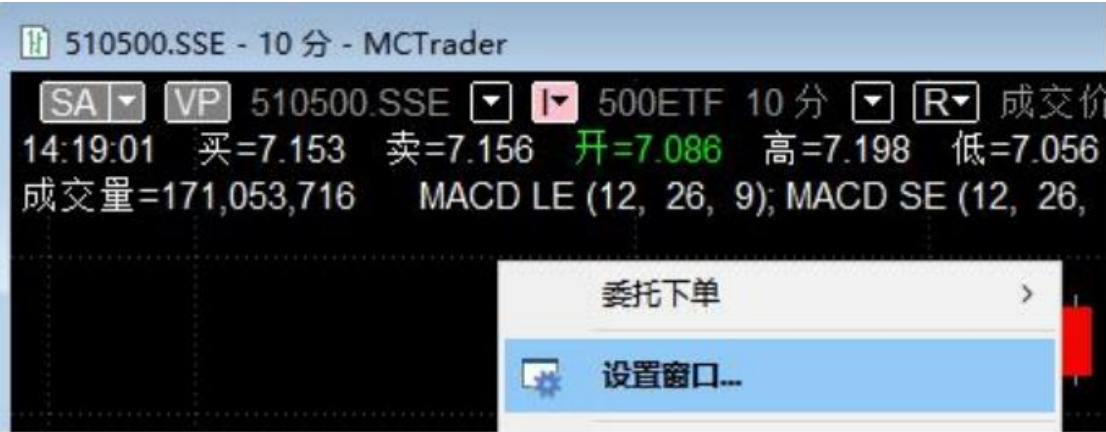 510500.SSE - 10 分 - MCTrader
SA VP 510500.SSE I 500ETF 10 分 R 成交价
14:19:01 买=7.153 卖=7.156 开=7.086 高=7.198 低=7.056
成交量=171,053,716 MACD LE (12, 26, 9); MACD SE (12, 26,
委托下单
设置窗口...